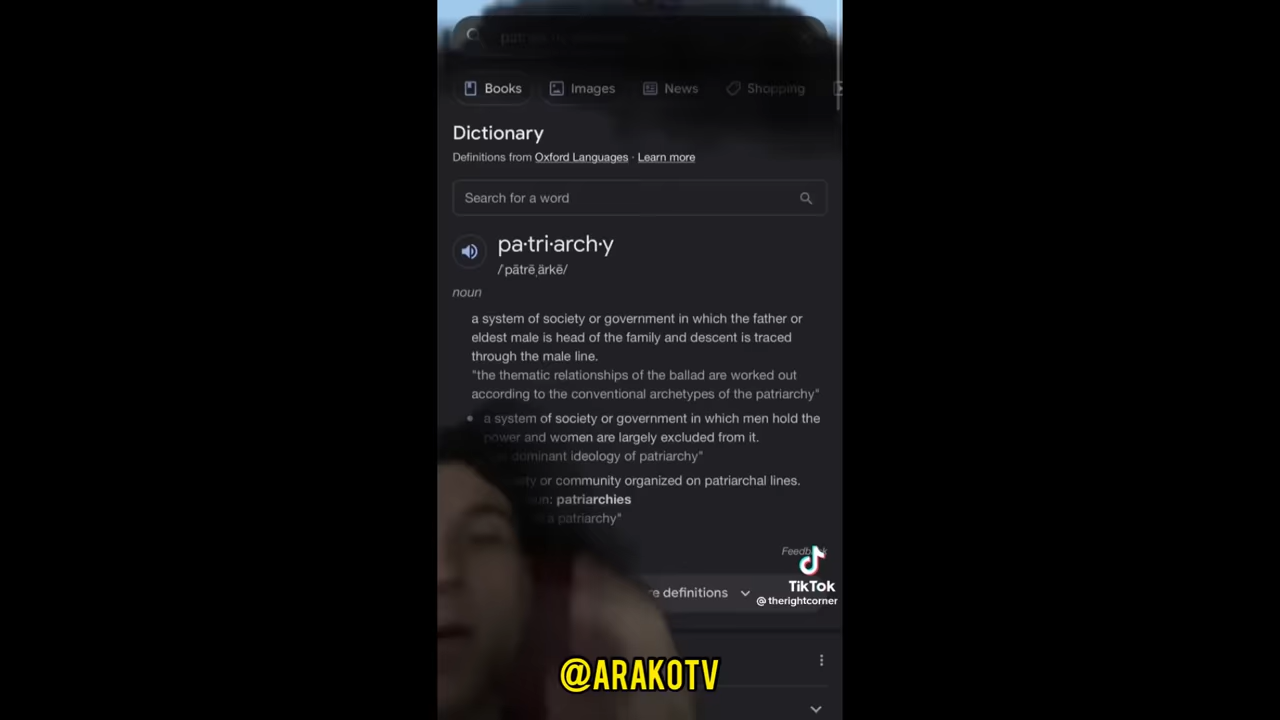 Books Images News Shopping
Dictionary
Definitions from Oxford Languages · Learn more
Search for a word
pa·tri·arch·y
/ˈpātrēˌärkē/
noun
a system of society or government in which the father or
eldest male is head of the family and descent is traced
through the male line.
"the thematic relationships of the ballad are worked out
according to the conventional archetypes of the patriarchy"
a system of society or government in which men hold the
power and women are largely excluded from it.
dominant ideology of patriarchy"
or community organized on patriarchal lines.
patriarchies
a patriarchy"
Feedback
definitions
TikTok
@therightcorner
@ARAKOTV